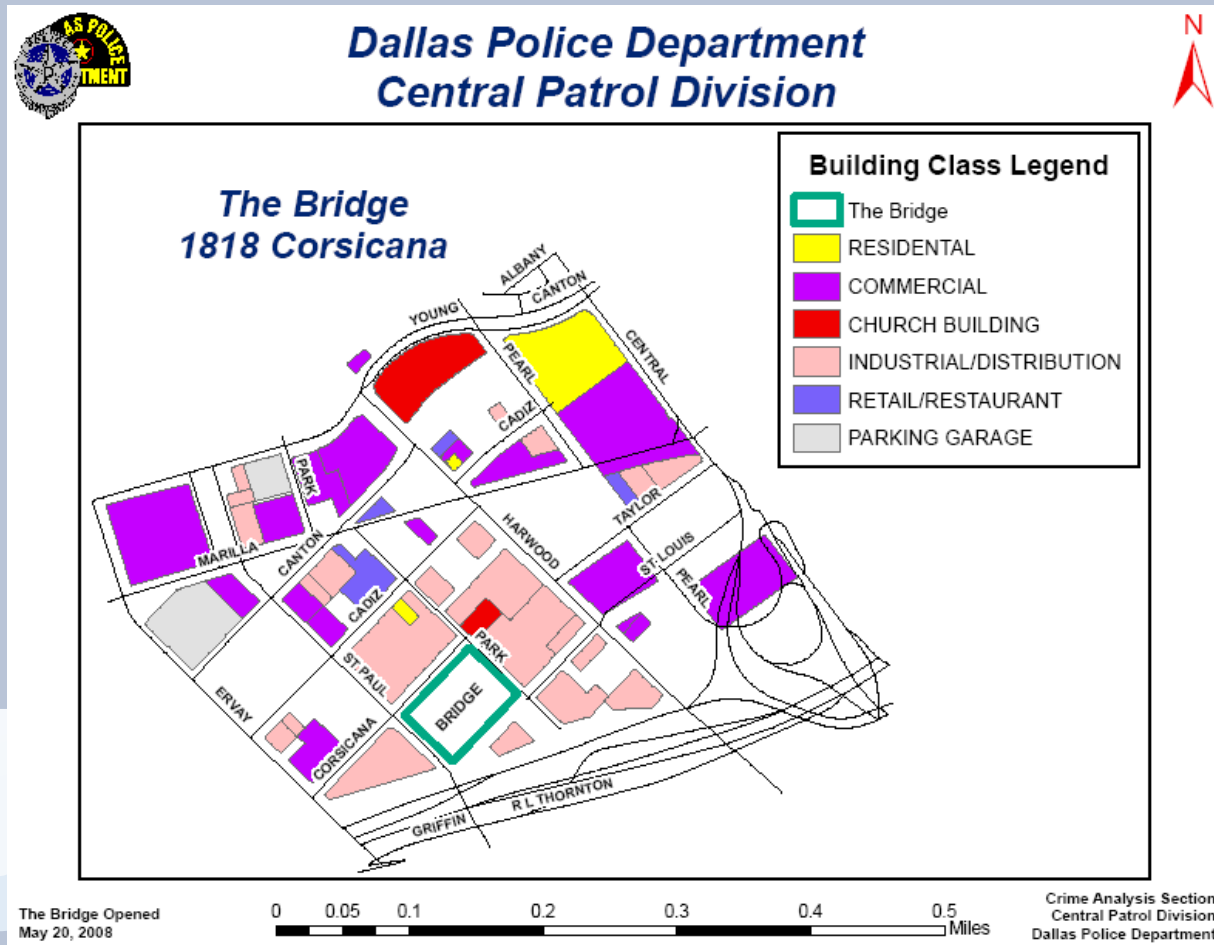 AS POLICE
TMENT
Dallas Police Department
Central Patrol Division
N
The Bridge
1818 Corsicana
Building Class Legend
The Bridge
RESIDENTAL
COMMERCIAL
CHURCH BUILDING
INDUSTRIAL/DISTRIBUTION
RETAIL/RESTAURANT
PARKING GARAGE
ALBANY
CANTON
YOUNG
PEARL
CENTRAL
CADIZ
PARK
HARWOOD
TAYLOR
MARILLA
CANTON
ST. LOUIS
PEARL
CADIZ
PARK
ST. PAUL
ERVAY
BRIDGE
CORSICANA
R L THORNTON
GRIFFIN
The Bridge Opened
May 20, 2008
0 0.05 0.1 0.2 0.3 0.4 0.5
Miles
Crime Analysis Section
Central Patrol Division
Dallas Police Department